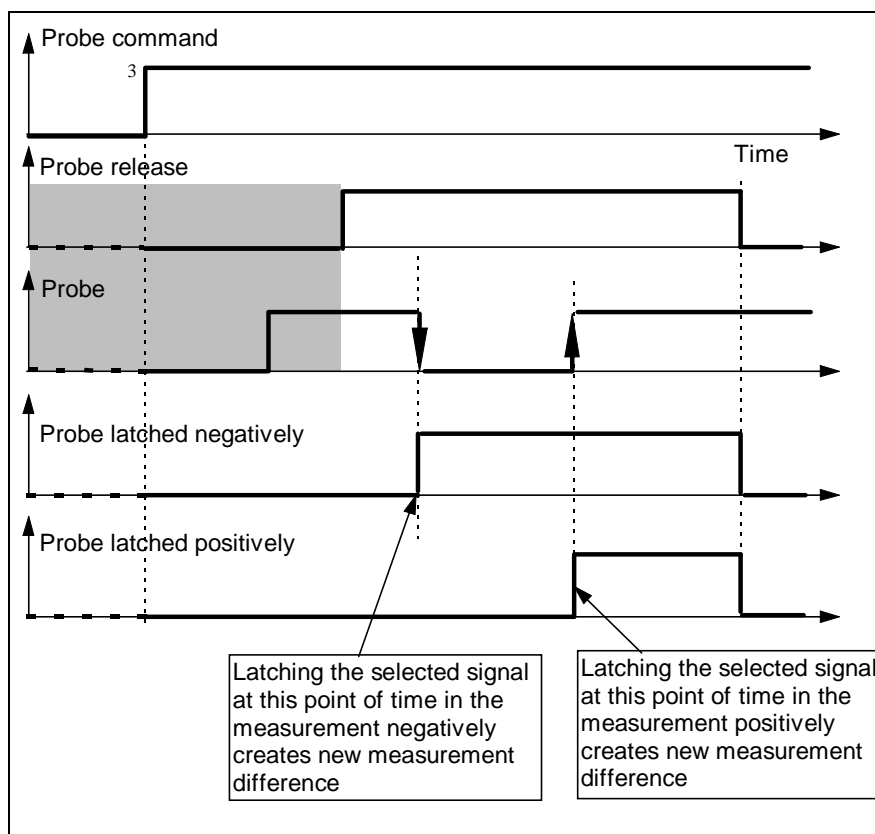 Probe command
3
Time
Probe release
Probe
Probe latched negatively
Probe latched positively
Latching the selected signal
at this point of time in the
measurement negatively
creates new measurement
difference
Latching the selected signal
at this point of time in the
measurement positively
creates new measurement
difference